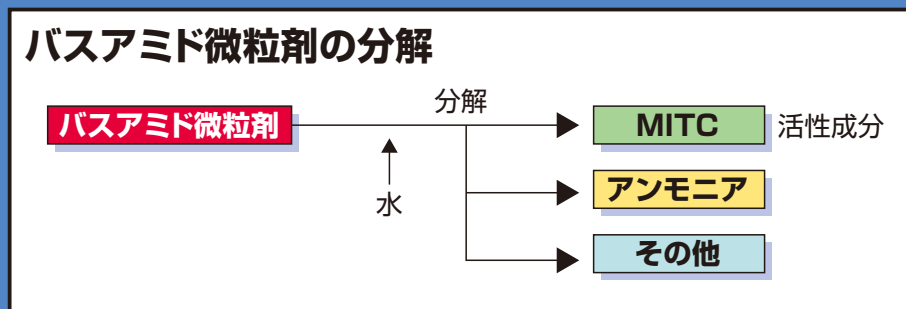 バスアミド微粒剤の分解
分解
バスアミド微粒剤
MITC
活性成分
水
アンモニア
その他